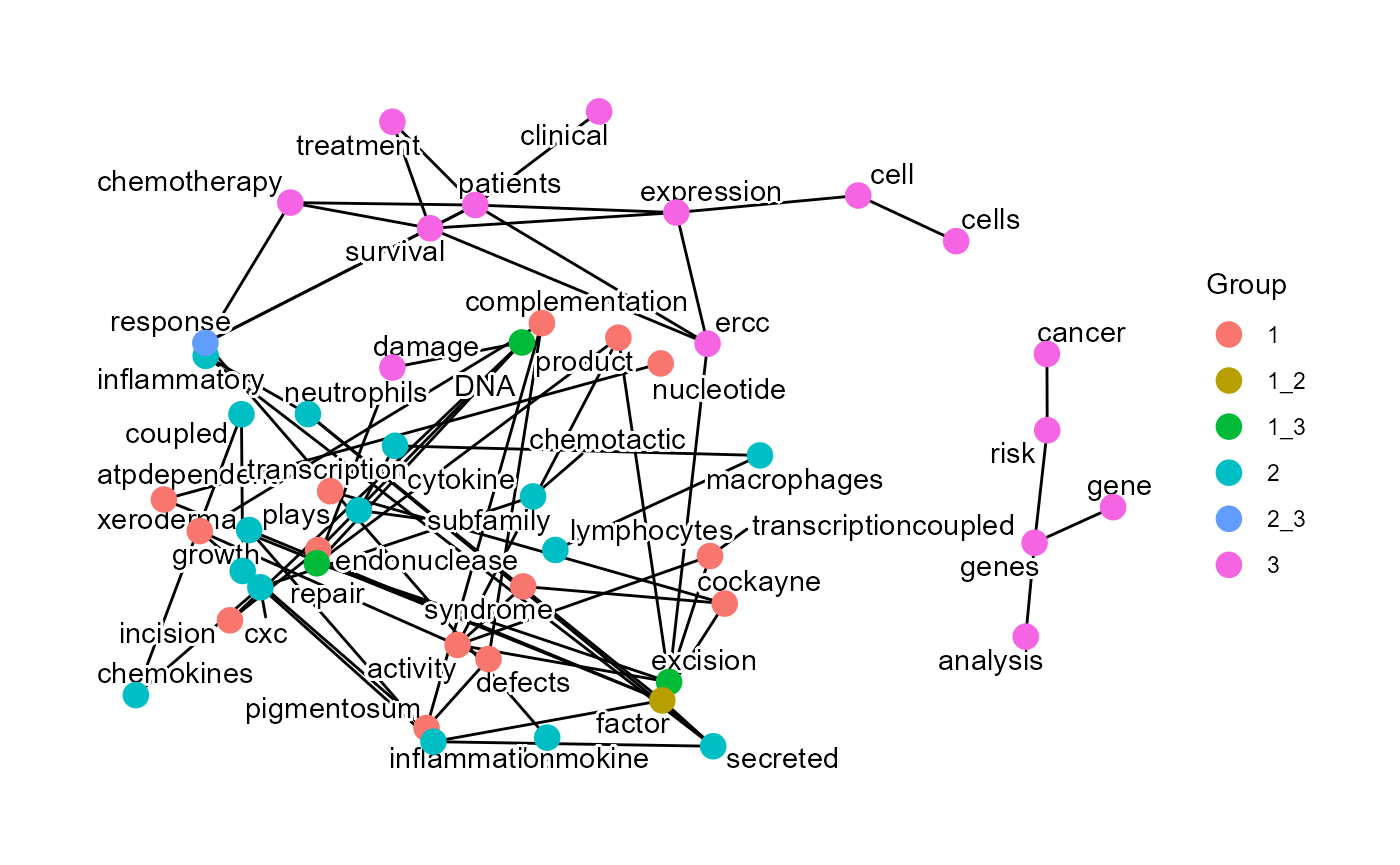 clinical
treatment
cell
chemotherapy
patients
expression
cells
survival
Group
complementation
response
ercc
cancer
1
damage
product
inflammatory
DNA
nucleotide
1_2
neutrophils
1_3
coupled
chemotactic
risk
transcription
cytokine
macrophages
2
gene
xeroderma
plays
subfamily
lymphocytes
transcriptioncoupled
2_3
growth
endonuclease
genes
3
cockayne
repair
syndrome
incision
cxc
excision
analysis
chemokines
activity
defects
pigmentosum
factor
inflammation
secreted